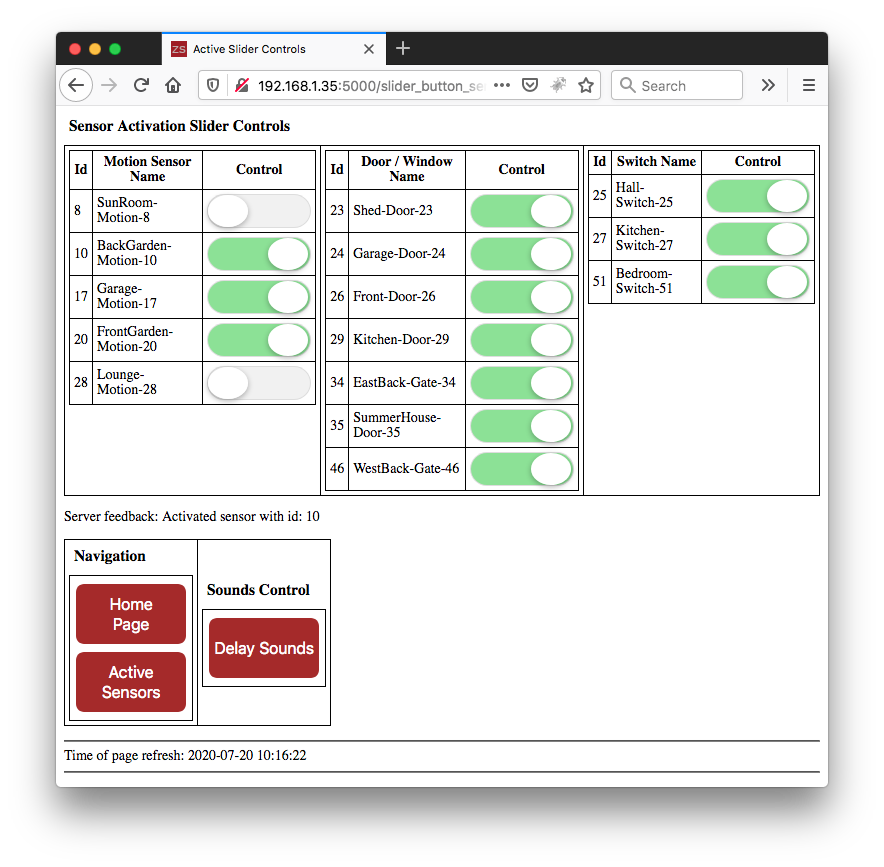 ZS Active Slider Controls
192.168.1.35:5000/slider_button_se
Search
Sensor Activation Slider Controls
Id
Motion Sensor
Name
Control
8
SunRoom-
Motion-8
10
BackGarden-
Motion-10
17
Garage-
Motion-17
20
FrontGarden-
Motion-20
28
Lounge-
Motion-28
Id
Door / Window
Name
Control
23
Shed-Door-23
24
Garage-Door-24
26
Front-Door-26
29
Kitchen-Door-29
34
EastBack-Gate-34
35
SummerHouse-
Door-35
46
WestBack-Gate-46
Id
Switch Name
Control
25
Hall-
Switch-25
27
Kitchen-
Switch-27
51
Bedroom-
Switch-51
Server feedback: Activated sensor with id: 10
Navigation
Home
Page
Active
Sensors
Sounds Control
Delay Sounds
Time of page refresh: 2020-07-20 10:16:22